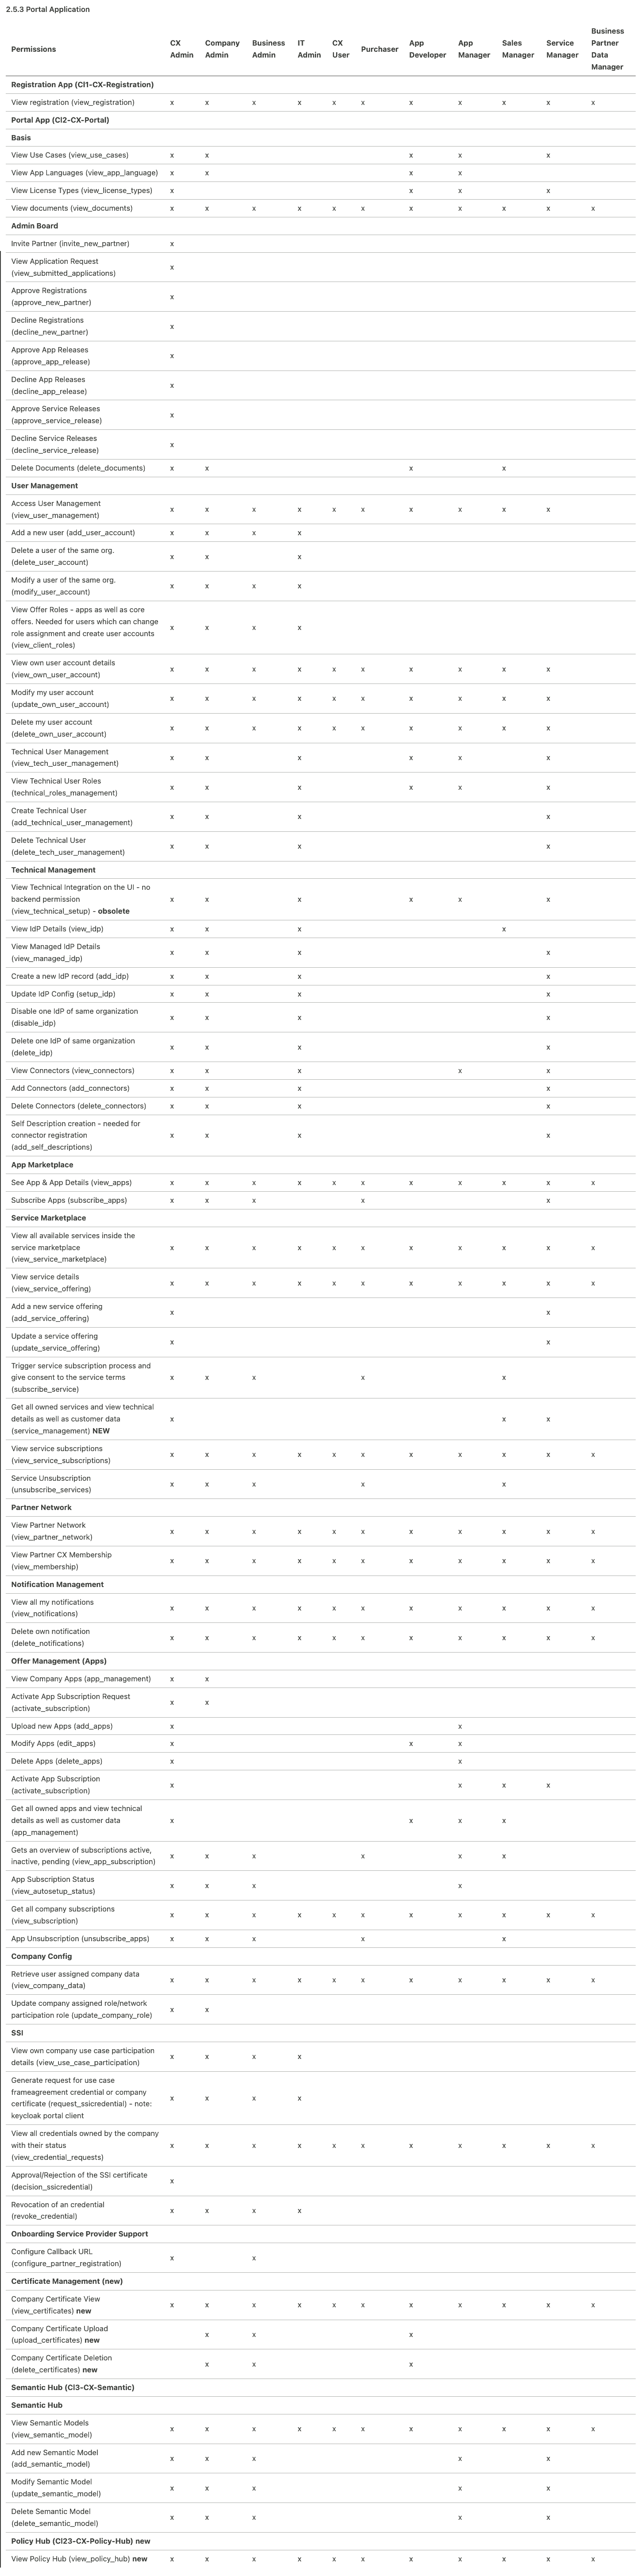 2.5.3 Portal Application
Permissions CX Admin Company Admin Business Admin IT Admin CX User Purchaser App Developer App Manager Sales Manager Service Manager Business Partner Data Manager
Registration App (Cl1-CX-Registration)
View registration (view_registration) x x x x x x x x x x x
Portal App (Cl2-CX-Portal)
Basis
View Use Cases (view_use_cases) x x x x x
View App Languages (view_app_language) x x x x
View License Types (view_license_types) x x x x
View documents (view_documents) x x x x x x x x x x x
Admin Board
Invite Partner (invite_new_partner) x
View Application Request
(view_submitted_applications) x
Approve Registrations
(approve_new_partner) x
Decline Registrations
(decline_new_partner) x
Approve App Releases
(approve_app_release) x
Decline App Releases
(decline_app_release) x
Approve Service Releases
(approve_service_release) x
Decline Service Releases
(decline_service_release) x
Delete Documents (delete_documents) x x x x
User Management
Access User Management
(view_user_management) x x x x x x x x x x
Add a new user (add_user_account) x x x x
Delete a user of the same org.
(delete_user_account) x x x
Modify a user of the same org.
(modify_user_account) x x x x
View Offer Roles - apps as well as core
offers. Needed for users which can change
role assignment and create user accounts
(view_client_roles) x x x x
View own user account details
(view_own_user_account) x x x x x x x x x x
Modify my user account
(update_own_user_account) x x x x x x x x x x
Delete my user account
(delete_own_user_account) x x x x x x x x x x
Technical User Management
(view_tech_user_management) x x x x x x
View Technical User Roles
(technical_roles_management) x x x x x x
Create Technical User
(add_technical_user_management) x x x x
Delete Technical User
(delete_tech_user_management) x x x x
Technical Management
View Technical Integration on the UI - no
backend permission
(view_technical_setup) - obsolete x x x x x x
View IdP Details (view_idp) x x x x
View Managed IdP Details
(view_managed_idp) x x x x
Create a new IdP record (add_idp) x x x x
Update IdP Config (setup_idp) x x x x
Disable one IdP of same organization
(disable_idp) x x x x
Delete one IdP of same organization
(delete_idp) x x x x
View Connectors (view_connectors) x x x x x
Add Connectors (add_connectors) x x x x
Delete Connectors (delete_connectors) x x x x
Self Description creation - needed for
connector registration
(add_self_descriptions) x x x x
App Marketplace
See App & App Details (view_apps) x x x x x x x x x x x
Subscribe Apps (subscribe_apps) x x x x x
Service Marketplace
View all available services inside the
service marketplace
(view_service_marketplace) x x x x x x x x x x x
View service details
(view_service_offering) x x x x x x x x x x x
Add a new service offering
(add_service_offering) x x
Update a service offering
(update_service_offering) x x
Trigger service subscription process and
give consent to the service terms
(subscribe_service) x x x x x
Get all owned services and view technical
details as well as customer data
(service_management) NEW x x x
View service subscriptions
(view_service_subscriptions) x x x x x x x x x x x
Service Unsubscription
(unsubscribe_services) x x x x x
Partner Network
View Partner Network
(view_partner_network) x x x x x x x x x x x
View Partner CX Membership
(view_membership) x x x x x x x x x x x
Notification Management
View all my notifications
(view_notifications) x x x x x x x x x x x
Delete own notification
(delete_notifications) x x x x x x x x x x x
Offer Management (Apps)
View Company Apps (app_management) x x
Activate App Subscription Request
(activate_subscription) x x
Upload new Apps (add_apps) x x
Modify Apps (edit_apps) x x x
Delete Apps (delete_apps) x x
Activate App Subscription
(activate_subscription) x x x x
Get all owned apps and view technical
details as well as customer data
(app_management) x x x x
Gets an overview of subscriptions active,
inactive, pending (view_app_subscription) x x x x x x
App Subscription Status
(view_autosetup_status) x x x x
Get all company subscriptions
(view_subscription) x x x x x x x x x x x
App Unsubscription (unsubscribe_apps) x x x x x
Company Config
Retrieve user assigned company data
(view_company_data) x x x x x x x x x x x
Update company assigned role/network
participation role (update_company_role) x x
SSI
View own company use case participation
details (view_use_case_participation) x x x x
Generate request for use case
frameagreement credential or company
certificate (request_ssicredential) - note:
keycloak portal client x x x x
View all credentials owned by the company
with their status
(view_credential_requests) x x x x x x x x x x x
Approval/Rejection of the SSI certificate
(decision_ssicredential) x
Revocation of an credential
(revoke_credential) x x x x
Onboarding Service Provider Support
Configure Callback URL
(configure_partner_registration) x x
Certificate Management (new)
Company Certificate View
(view_certificates) new x x x x x x x x x x x
Company Certificate Upload
(upload_certificates) new x x x
Company Certificate Deletion
(delete_certificates) new x x x
Semantic Hub (Cl3-CX-Semantic)
Semantic Hub
View Semantic Models
(view_semantic_model) x x x x x x x x x x x
Add new Semantic Model
(add_semantic_model) x x x x x
Modify Semantic Model
(update_semantic_model) x x x x x
Delete Semantic Model
(delete_semantic_model) x x x x x
Policy Hub (Cl23-CX-Policy-Hub) new
View Policy Hub (view_policy_hub) new x x x x x x x x x x x